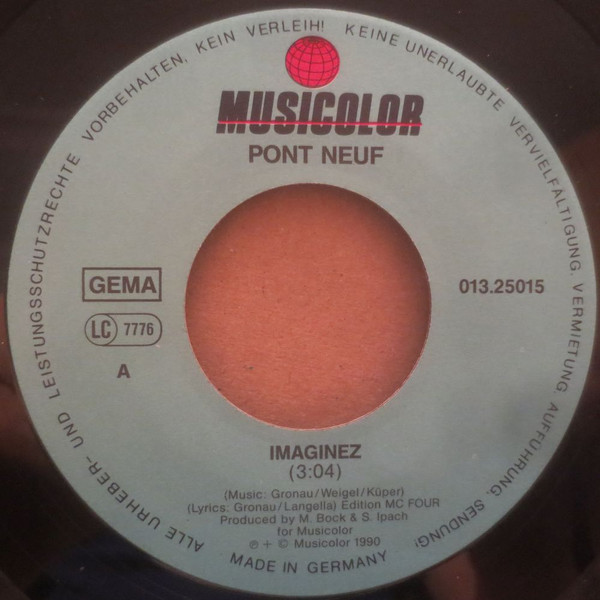 ALLE URHEBER- UND LEISTUNGSSCHUTZRECHTE VORBEHALTEN, KEIN VERLEIH! KEINE UNERLAUBTE VERVIELFÄLTIGUNG, VERMIETUNG, AUFFÜHRUNG, SENDUNG!
MUSICOLOR
PONT NEUF
GEMA
013.25015
LC 7776
A
IMAGINEZ
(3:04)
(Music: Gronau/Weigel/Küper)
(Lyrics: Gronau/Langella) Edition MC FOUR
Produced by M. Bock & S. Ipach
for Musicolor
℗ + © Musicolor 1990
MADE IN GERMANY